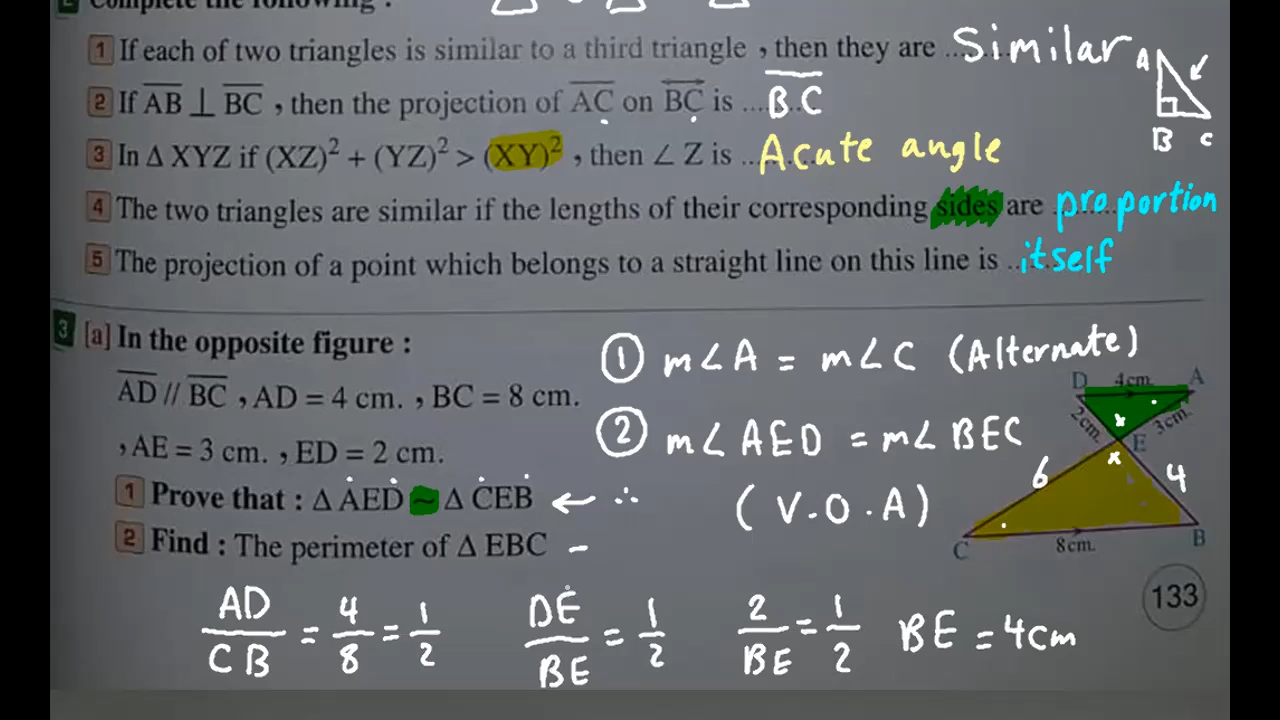 2 Complete the following :
1 If each of two triangles is similar to a third triangle , then they are ........ Similar
2 If AB ⊥ BC , then the projection of AC on BC is ........ BC
3 In Δ XYZ if (XZ)² + (YZ)² > (XY)² , then ∠ Z is ........ Acute angle
4 The two triangles are similar if the lengths of their corresponding sides are ........ proportion
5 The projection of a point which belongs to a straight line on this line is ........ itself
A
B C
3 [a] In the opposite figure :
AD // BC , AD = 4 cm. , BC = 8 cm.
, AE = 3 cm. , ED = 2 cm.
1 Prove that : Δ AED ~ Δ CEB ← ∴
2 Find : The perimeter of Δ EBC –
① m∠ A = m∠ C (Alternate)
② m∠ AED = m∠ BEC
( V.O.A )
D 4cm. A
2cm. x 3cm.
E
6 x 4
C 8cm. B
133
AD/CB = 4/8 = 1/2 DE/BE = 1/2 2/BE = 1/2 BE = 4cm